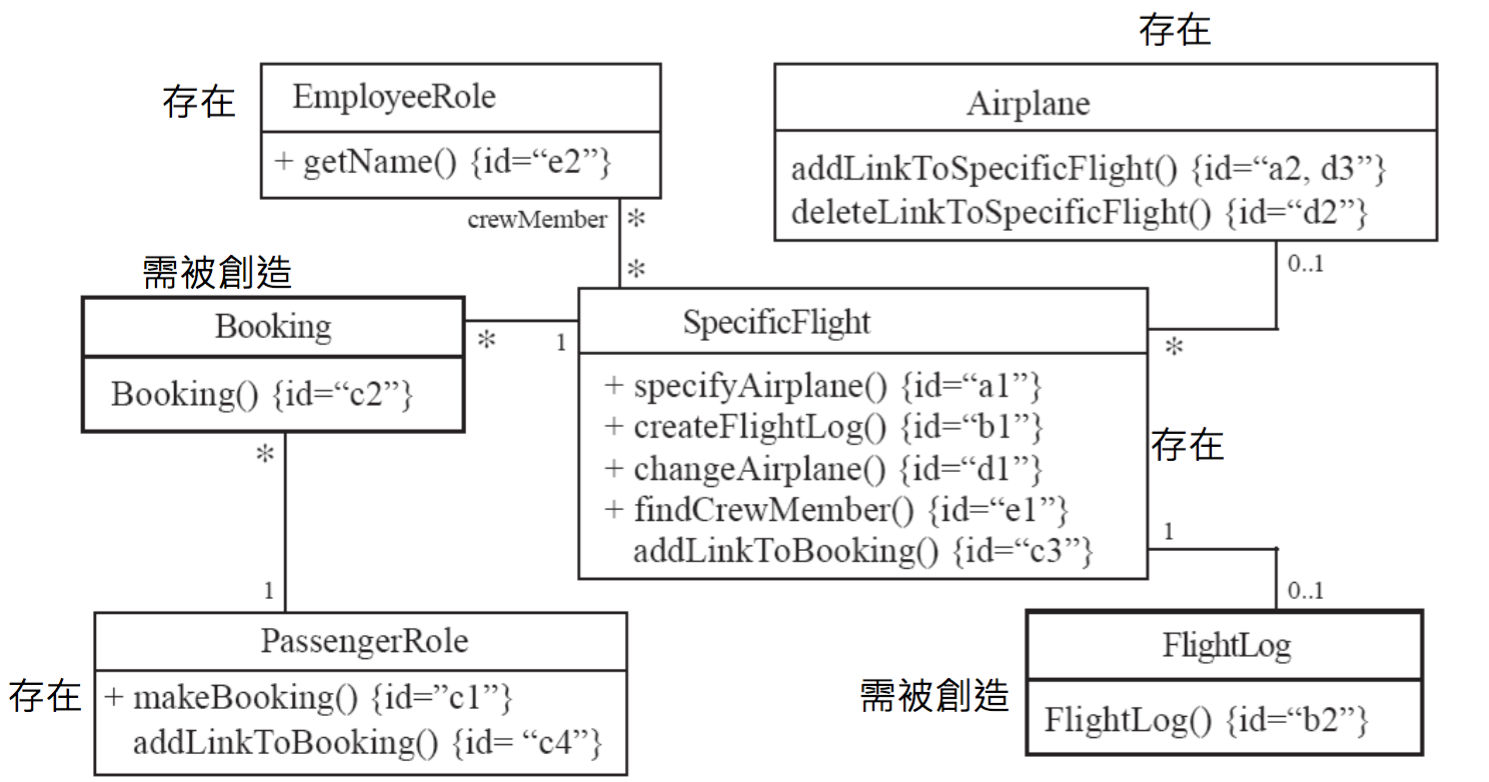 存在
存在
EmployeeRole
+ getName() {id=“e2”}
Airplane
addLinkToSpecificFlight() {id=“a2, d3”}
deleteLinkToSpecificFlight() {id=“d2”}
crewMember
*
*
0..1
需被創造
Booking
Booking() {id=“c2”}
*
1
SpecificFlight
+ specifyAirplane() {id=“a1”}
+ createFlightLog() {id=“b1”}
+ changeAirplane() {id=“d1”}
+ findCrewMember() {id=“e1”}
addLinkToBooking() {id=“c3”}
*
存在
*
1
1
0..1
存在
PassengerRole
+ makeBooking() {id=”c1”}
addLinkToBooking() {id= “c4”}
需被創造
FlightLog
FlightLog() {id=“b2”}